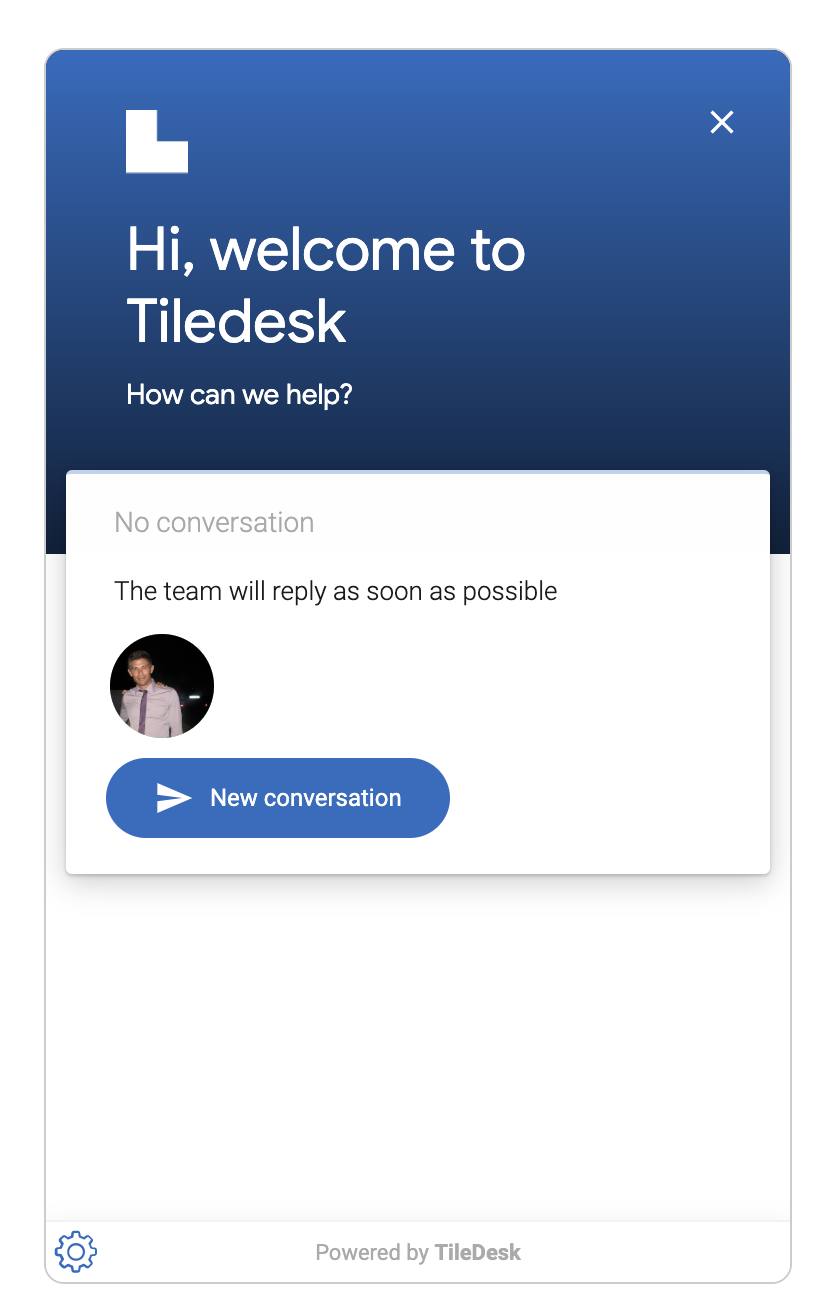 Hi, welcome to
Tiledesk
How can we help?
No conversation
The team will reply as soon as possible
New conversation
Powered by TileDesk